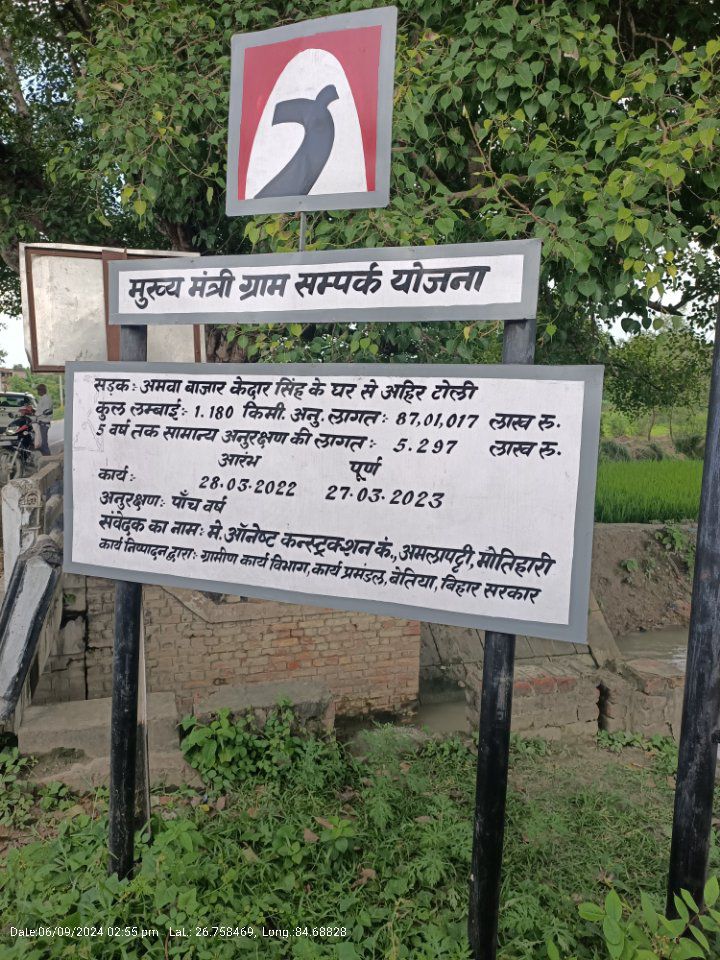 मुख्य मंत्री ग्राम सम्पर्क योजना
सड़क:- अमवा बाजार केदार सिंह के घर से अहिर टोली
कुल लम्बाई:- 1.180 किमी. अनु. लागत:- 87,01,017 लाख रु.
5 वर्ष तक सामान्य अनुरक्षण की लागत:- 5.297 लाख रु.
आरंभ पूर्ण
कार्य:- 28.03.2022 27.03.2023
अनुरक्षण:- पाँच वर्ष
संवेदक का नाम:- मे. ऑनेष्ट कन्स्ट्रक्शन कं., अमलापट्टी, मोतिहारी
कार्य निष्पादन द्वारा:- ग्रामीण कार्य विभाग, कार्य प्रमंडल, बेतिया, बिहार सरकार
Date:06/09/2024 02:55 pm Lat.: 26.758469, Long.:84.68828